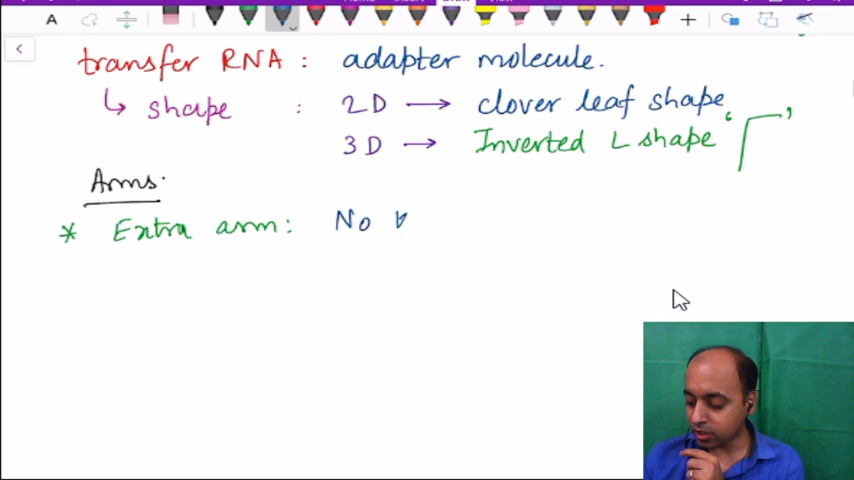 transfer RNA : adapter molecule.
↳ shape : 2D → clover leaf shape
3D → Inverted L shape ‘ ’
Arms.
* Extra arm: No